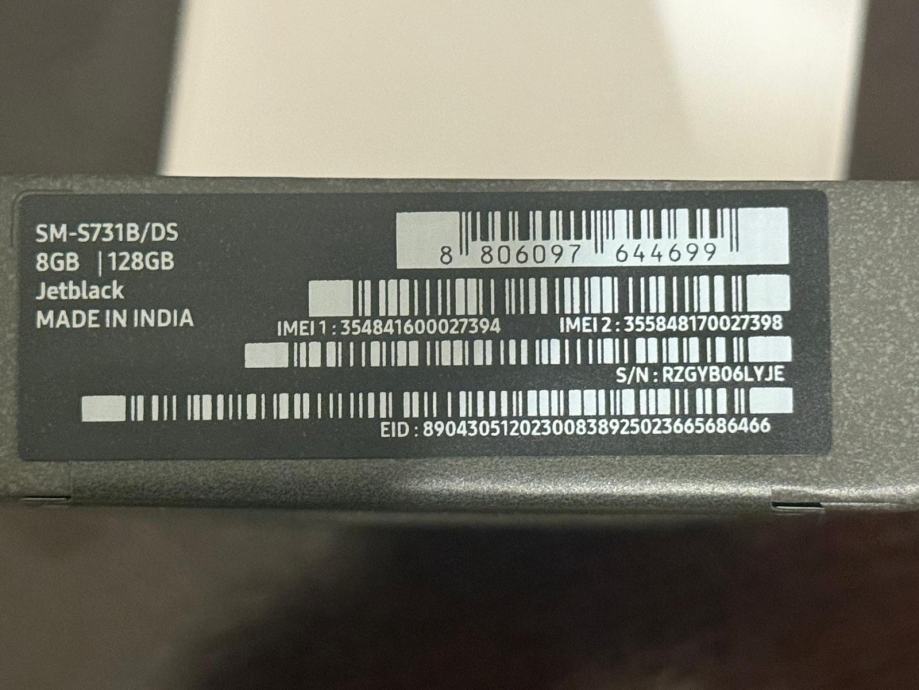 SM-S731B/DS
8GB | 128GB
Jetblack
MADE IN INDIA
8 806097 644699
IMEI 1 : 354841600027394 IMEI 2 : 355848170027398
S/N : RZGYB06LYJE
EID : 89043051202300838925023665686466